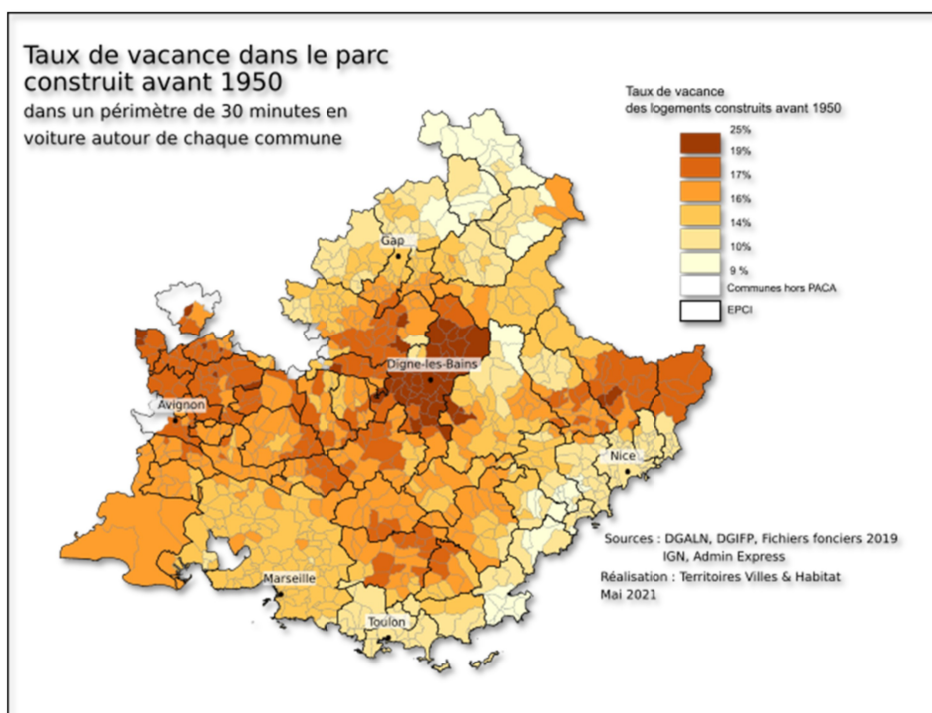 Taux de vacance dans le parc
construit avant 1950
dans un périmètre de 30 minutes en
voiture autour de chaque commune
Taux de vacance
des logements construits avant 1950
25%
19%
17%
16%
14%
10%
9 %
Communes hors PACA
EPCI
Gap
Digne-les-Bains
Avignon
Nice
Marseille
Toulon
Sources : DGALN, DGIFP, Fichiers fonciers 2019
IGN, Admin Express
Réalisation : Territoires Villes & Habitat
Mai 2021